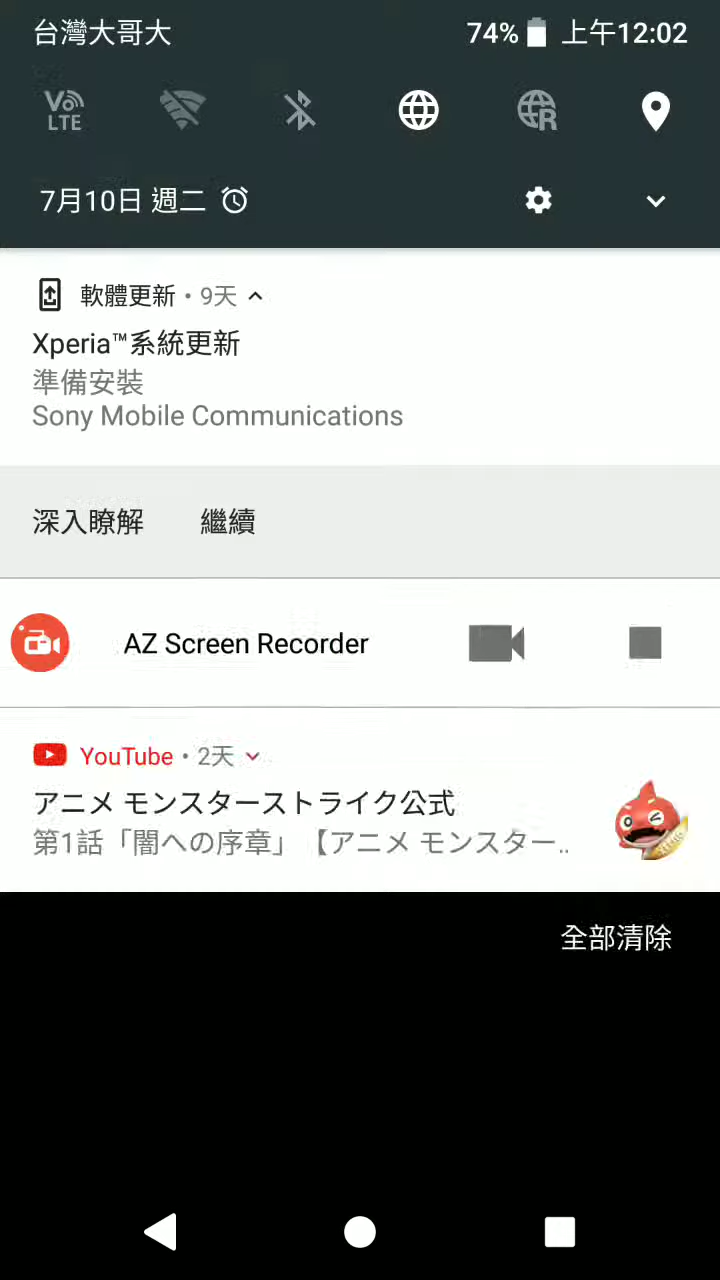 台灣大哥大 74% 上午12:02
Vo LTE R
7月10日 週二
軟體更新 • 9天
Xperia™系統更新
準備安裝
Sony Mobile Communications
深入瞭解 繼續
AZ Screen Recorder
YouTube • 2天
アニメ モンスターストライク公式
第1話「闇への序章」【アニメ モンスター..
全部清除